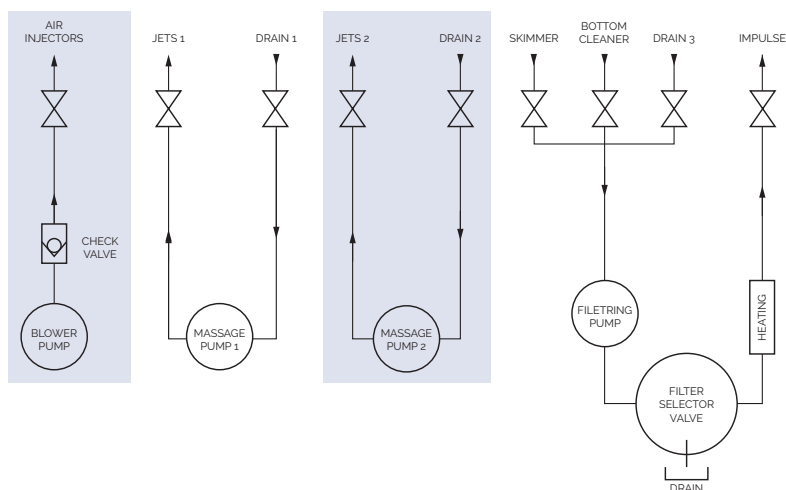 AIR
INJECTORS
JETS 1
DRAIN 1
JETS 2
DRAIN 2
SKIMMER
BOTTOM
CLEANER
DRAIN 3
IMPULSE
CHECK
VALVE
BLOWER
PUMP
MASSAGE
PUMP 1
MASSAGE
PUMP 2
FILETRING
PUMP
HEATING
FILTER
SELECTOR
VALVE
DRAIN